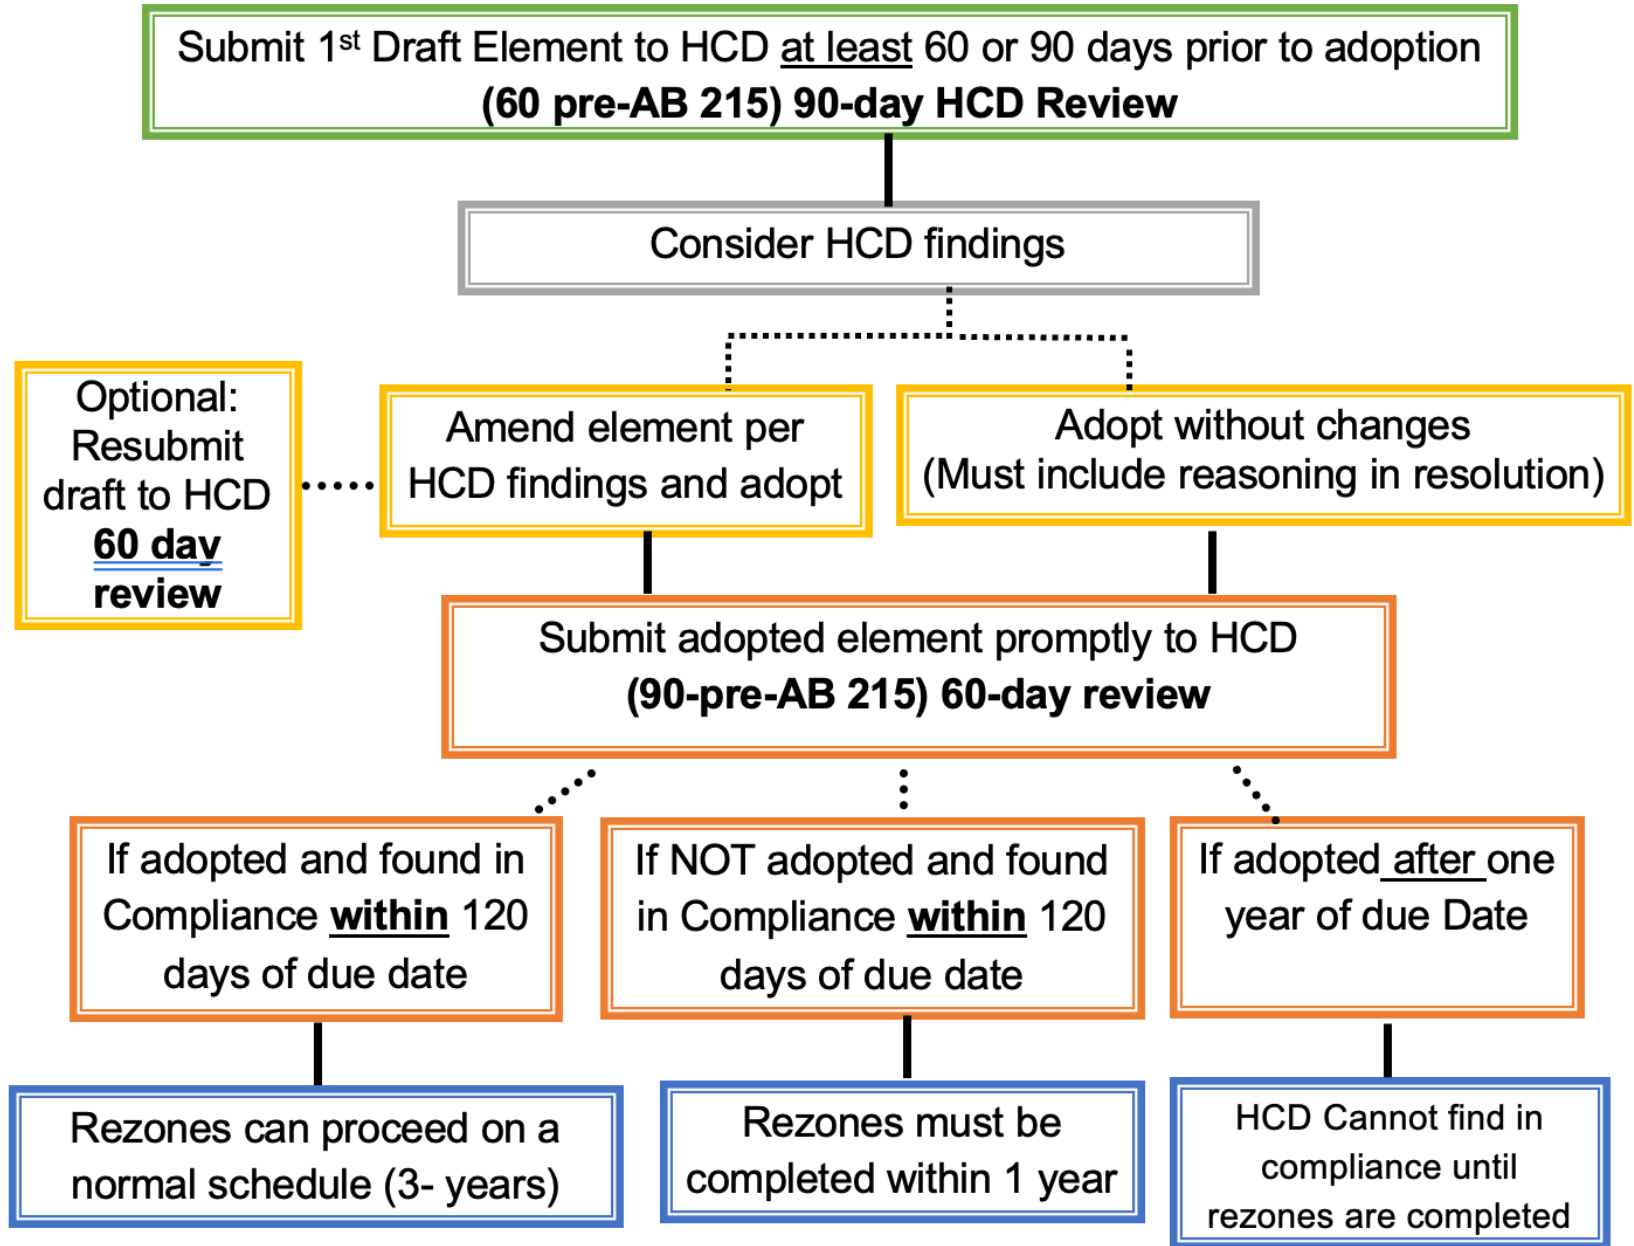 Submit 1st Draft Element to HCD at least 60 or 90 days prior to adoption
(60 pre-AB 215) 90-day HCD Review
Consider HCD findings
Optional:
Resubmit
draft to HCD
60 day
review
Amend element per
HCD findings and adopt
Adopt without changes
(Must include reasoning in resolution)
Submit adopted element promptly to HCD
(90-pre-AB 215) 60-day review
If adopted and found in
Compliance within 120
days of due date
If NOT adopted and found
in Compliance within 120
days of due date
If adopted after one
year of due Date
Rezones can proceed on a
normal schedule (3- years)
Rezones must be
completed within 1 year
HCD Cannot find in
compliance until
rezones are completed